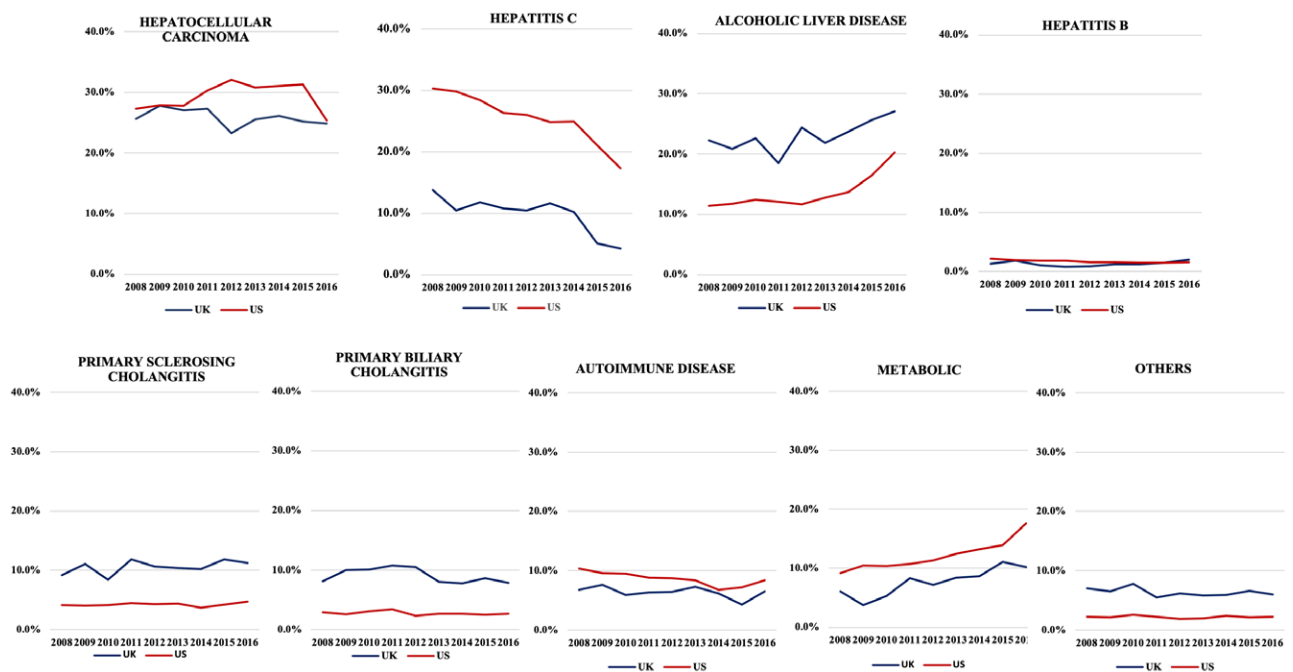 HEPATOCELLULAR
CARCINOMA
40.0%
30.0%
20.0%
10.0%
0.0%
2008 2009 2010 2011 2012 2013 2014 2015 2016
UK US
HEPATITIS C
40.0%
30.0%
20.0%
10.0%
0.0%
2008 2009 2010 2011 2012 2013 2014 2015 2016
UK US
ALCOHOLIC LIVER DISEASE
40.0%
30.0%
20.0%
10.0%
0.0%
2008 2009 2010 2011 2012 2013 2014 2015 2016
UK US
HEPATITIS B
40.0%
30.0%
20.0%
10.0%
0.0%
2008 2009 2010 2011 2012 2013 2014 2015 2016
UK US
PRIMARY SCLEROSING
CHOLANGITIS
40.0%
30.0%
20.0%
10.0%
0.0%
2008 2009 2010 2011 2012 2013 2014 2015 2016
UK US
PRIMARY BILIARY
CHOLANGITIS
40.0%
30.0%
20.0%
10.0%
0.0%
2008 2009 2010 2011 2012 2013 2014 2015 2016
UK US
AUTOIMMUNE DISEASE
40.0%
30.0%
20.0%
10.0%
0.0%
2008 2009 2010 2011 2012 2013 2014 2015 2016
UK US
METABOLIC
40.0%
30.0%
20.0%
10.0%
0.0%
2008 2009 2010 2011 2012 2013 2014 2015 201
UK US
OTHERS
40.0%
30.0%
20.0%
10.0%
0.0%
2008 2009 2010 2011 2012 2013 2014 2015 2016
UK US